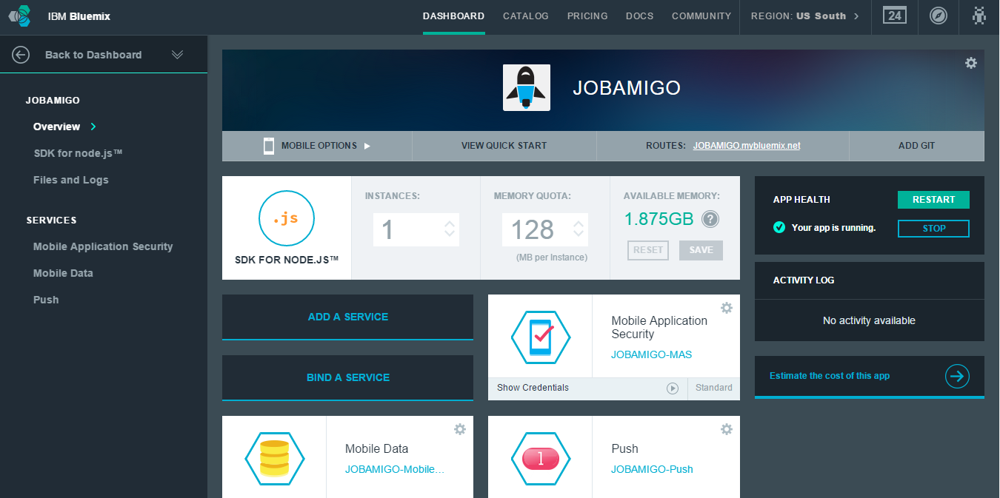 IBM Bluemix
DASHBOARD
CATALOG
PRICING
DOCS
COMMUNITY
REGION: US South
24
Back to Dashboard
JOBAMIGO
Overview
SDK for node.js™
Files and Logs
SERVICES
Mobile Application Security
Mobile Data
Push
JOBAMIGO
MOBILE OPTIONS
VIEW QUICK START
ROUTES: JOBAMIGO.mybluemix.net
ADD GIT
.js
SDK FOR NODE.JS™
INSTANCES:
1
MEMORY QUOTA:
128
(MB per Instance)
AVAILABLE MEMORY:
1.875GB ?
RESET
SAVE
APP HEALTH
RESTART
Your app is running.
STOP
ACTIVITY LOG
No activity available
Estimate the cost of this app
ADD A SERVICE
BIND A SERVICE
Mobile Application
Security
JOBAMIGO-MAS
Show Credentials
Standard
Mobile Data
JOBAMIGO-Mobile...
1
Push
JOBAMIGO-Push